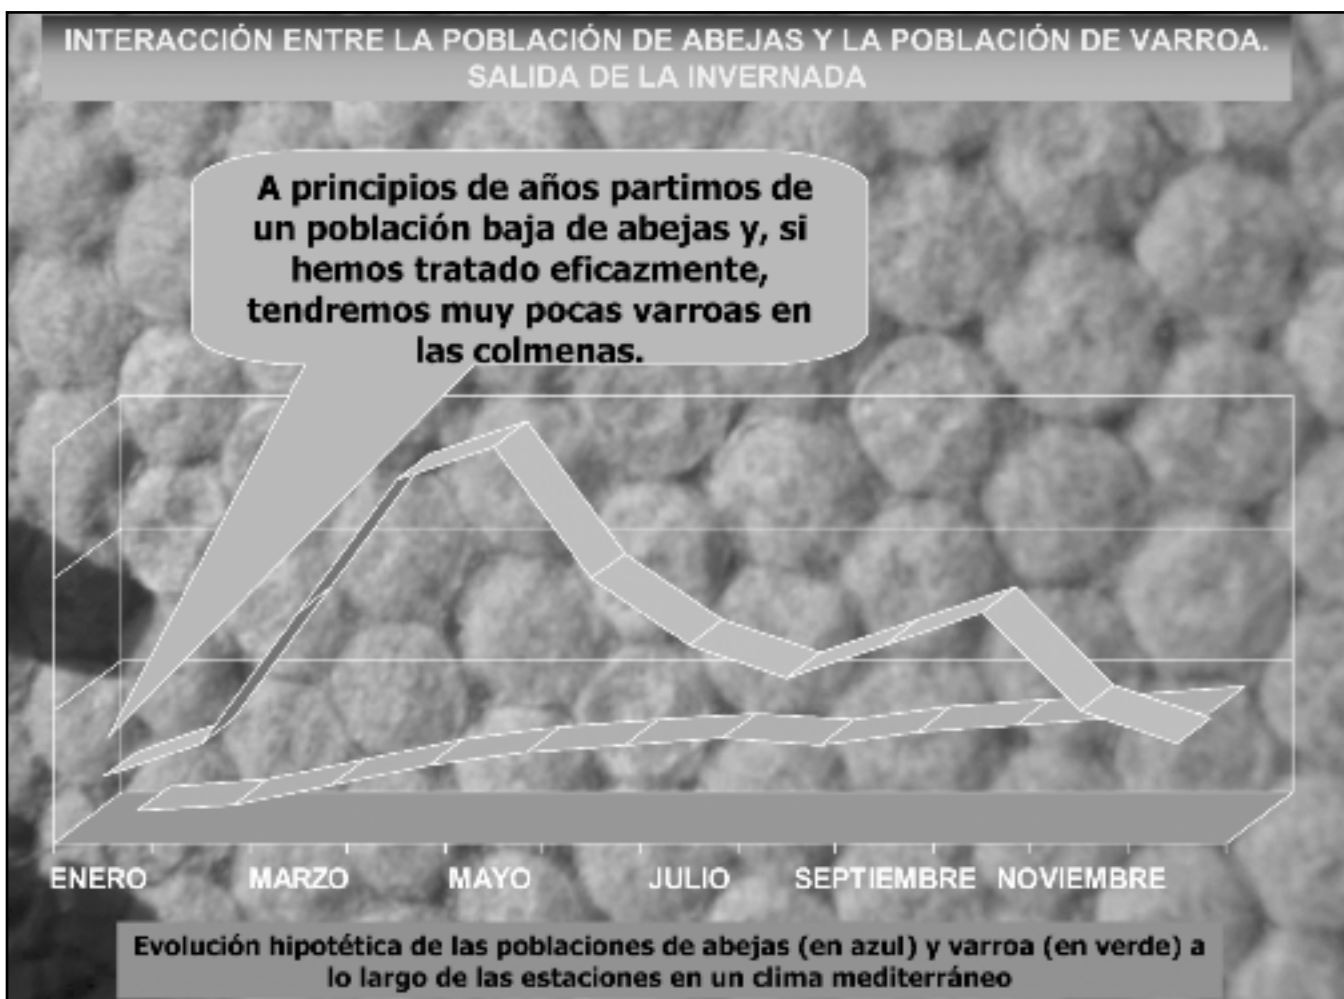 INTERACCIÓN ENTRE LA POBLACIÓN DE ABEJAS Y LA POBLACIÓN DE VARROA.
SALIDA DE LA INVERNADA
A principios de años partimos de
un población baja de abejas y, si
hemos tratado eficazmente,
tendremos muy pocas varroas en
las colmenas.
ENERO MARZO MAYO JULIO SEPTIEMBRE NOVIEMBRE
Evolución hipotética de las poblaciones de abejas (en azul) y varroa (en verde) a
lo largo de las estaciones en un clima mediterráneo